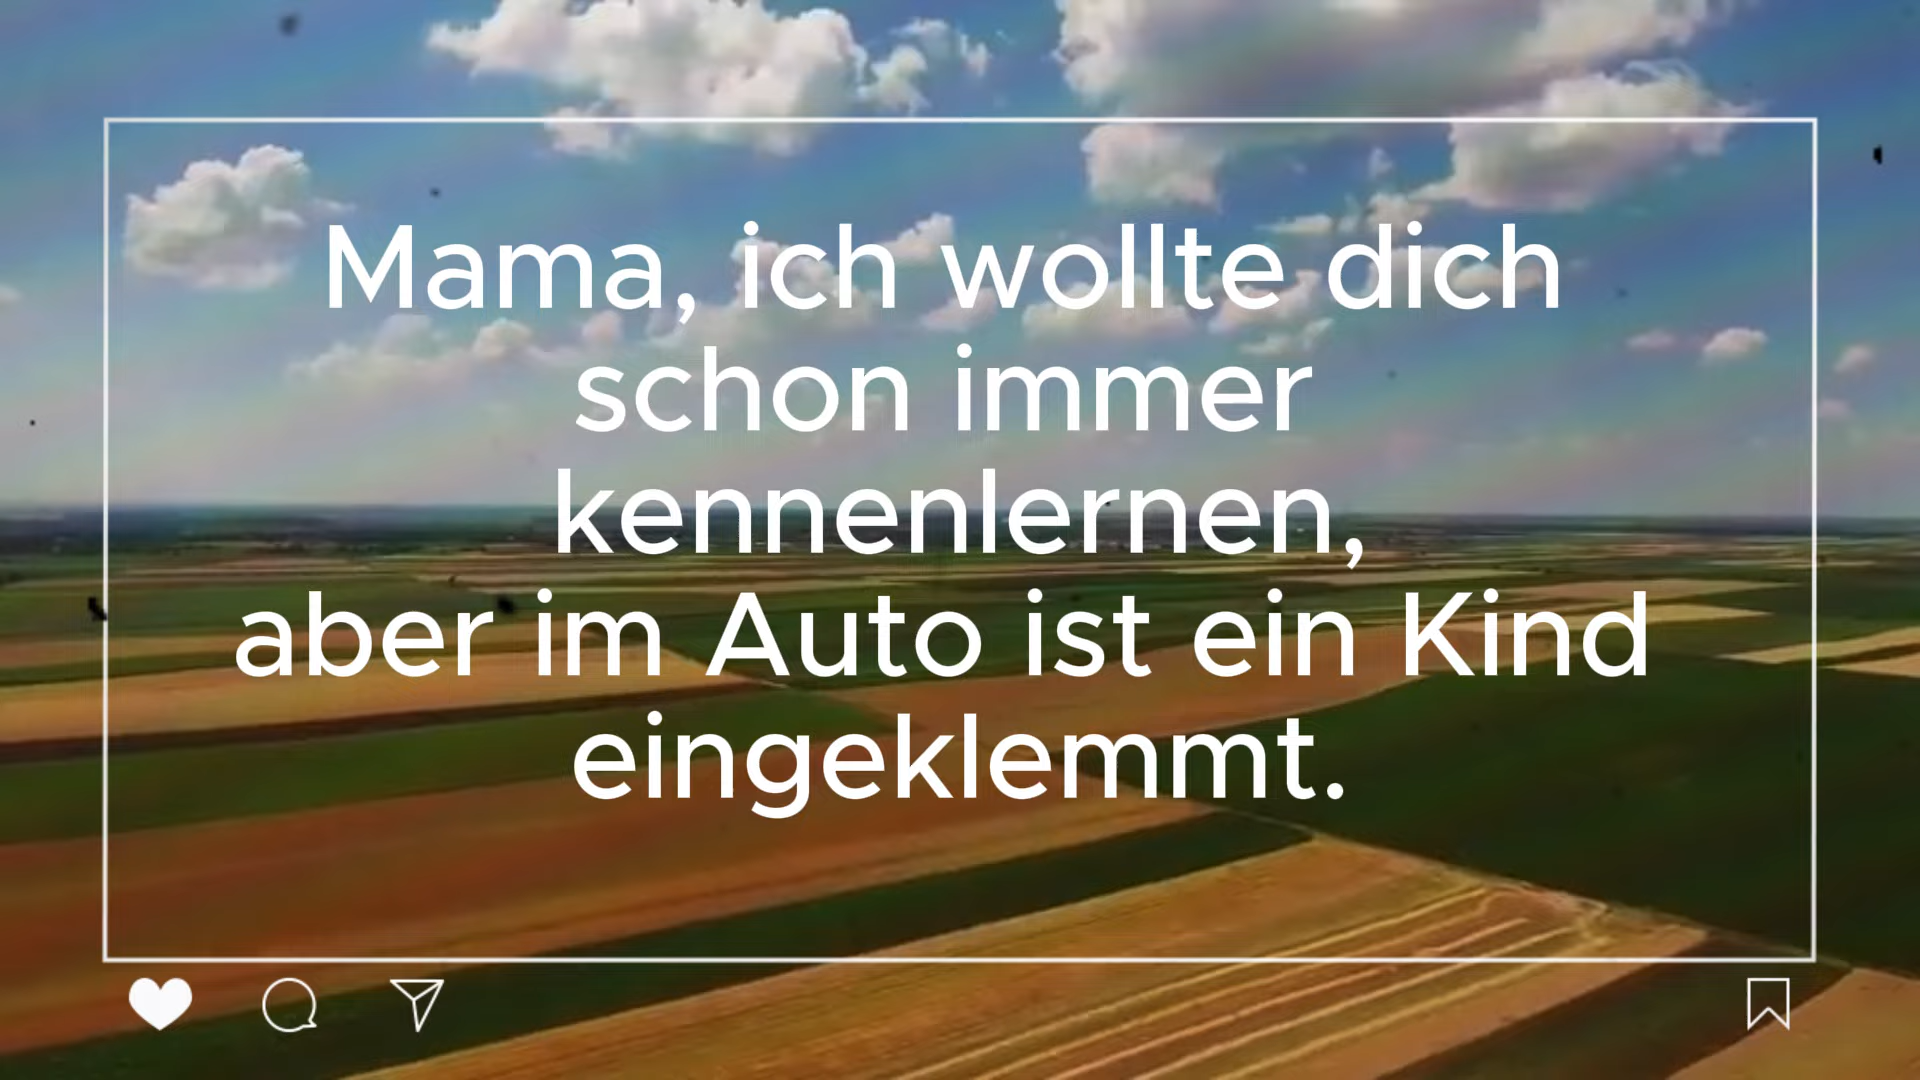 Mama, ich wollte dich
schon immer
kennenlernen,
aber im Auto ist ein Kind
eingeklemmt.